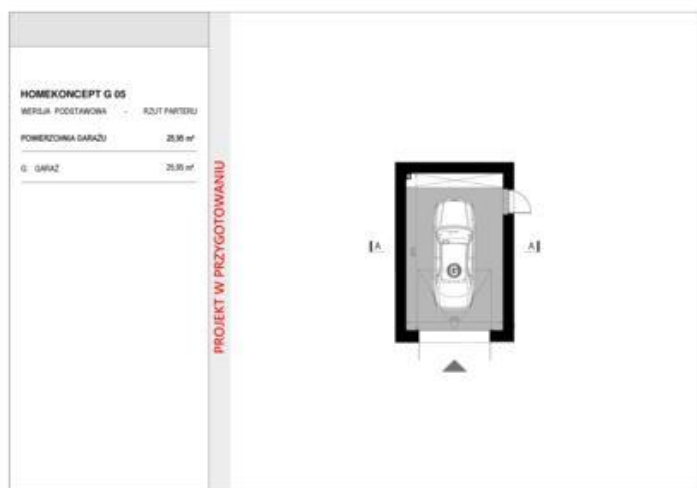 HOMEKONCEPT G 05
WERSJA PODSTAWOWA - RZUT PARTERU
POWIERZCHNIA GARAŻU 25,95 m²
G GARAŻ 25,95 m²
PROJEKT W PRZYGOTOWANIU
A A
G